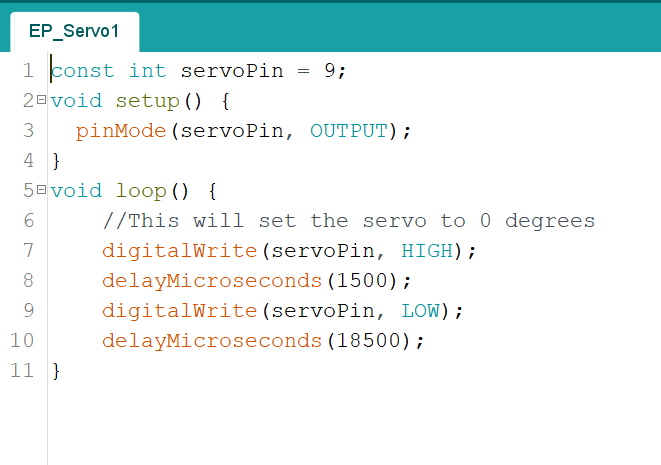 EP_Servo1
1 const int servoPin = 9;
2 void setup() {
3   pinMode(servoPin, OUTPUT);
4 }
5 void loop() {
6     //This will set the servo to 0 degrees
7     digitalWrite(servoPin, HIGH);
8     delayMicroseconds(1500);
9     digitalWrite(servoPin, LOW);
10     delayMicroseconds(18500);
11 }